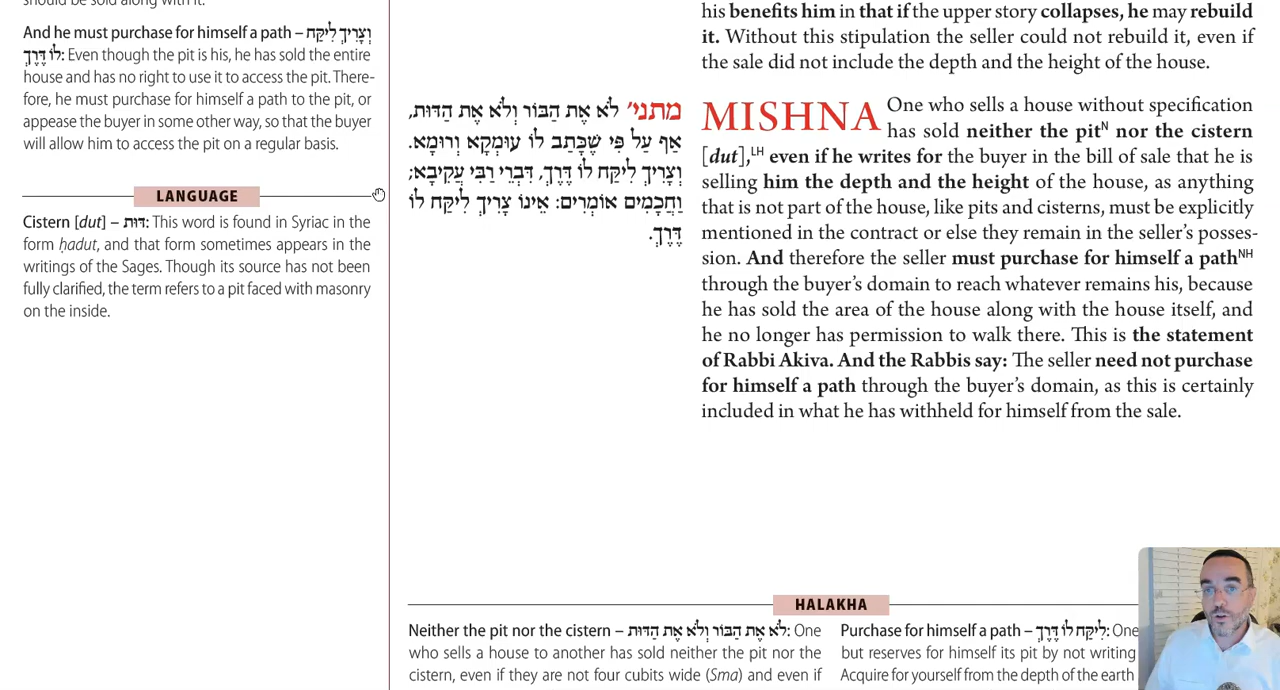 should be sold along with it.
And he must purchase for himself a path – וְצָרִיךְ לִיקַּח
לוֹ דֶּרֶךְ: Even though the pit is his, he has sold the entire
house and has no right to use it to access the pit. There-
fore, he must purchase for himself a path to the pit, or
appease the buyer in some other way, so that the buyer
will allow him to access the pit on a regular basis.
LANGUAGE
Cistern [dut] – דּוּת: This word is found in Syriac in the
form ḥadut, and that form sometimes appears in the
writings of the Sages. Though its source has not been
fully clarified, the term refers to a pit faced with masonry
on the inside.
מתני׳ לֹא אֶת הַבּוֹר וְלֹא אֶת הַדּוּת,
אַף עַל פִּי שֶׁכָּתַב לוֹ עוּמְקָא וְרוּמָא.
וְצָרִיךְ לִיקַּח לוֹ דֶּרֶךְ, דִּבְרֵי רַבִּי עֲקִיבָא;
וַחֲכָמִים אוֹמְרִים: אֵינוֹ צָרִיךְ לִיקַּח לוֹ
דֶּרֶךְ.
his benefits him in that if the upper story collapses, he may rebuild
it. Without this stipulation the seller could not rebuild it, even if
the sale did not include the depth and the height of the house.
MISHNA One who sells a house without specification
has sold neither the pitN nor the cistern
[dut],LH even if he writes for the buyer in the bill of sale that he is
selling him the depth and the height of the house, as anything
that is not part of the house, like pits and cisterns, must be explicitly
mentioned in the contract or else they remain in the seller's posses-
sion. And therefore the seller must purchase for himself a pathNH
through the buyer's domain to reach whatever remains his, because
he has sold the area of the house along with the house itself, and
he no longer has permission to walk there. This is the statement
of Rabbi Akiva. And the Rabbis say: The seller need not purchase
for himself a path through the buyer's domain, as this is certainly
included in what he has withheld for himself from the sale.
HALAKHA
Neither the pit nor the cistern – לֹא אֶת הַבּוֹר וְלֹא אֶת הַדּוּת: One
who sells a house to another has sold neither the pit nor the
cistern, even if they are not four cubits wide (Sma) and even if
Purchase for himself a path – לִיקַּח לוֹ דֶּרֶךְ: One
but reserves for himself its pit by not writing
Acquire for yourself from the depth of the earth